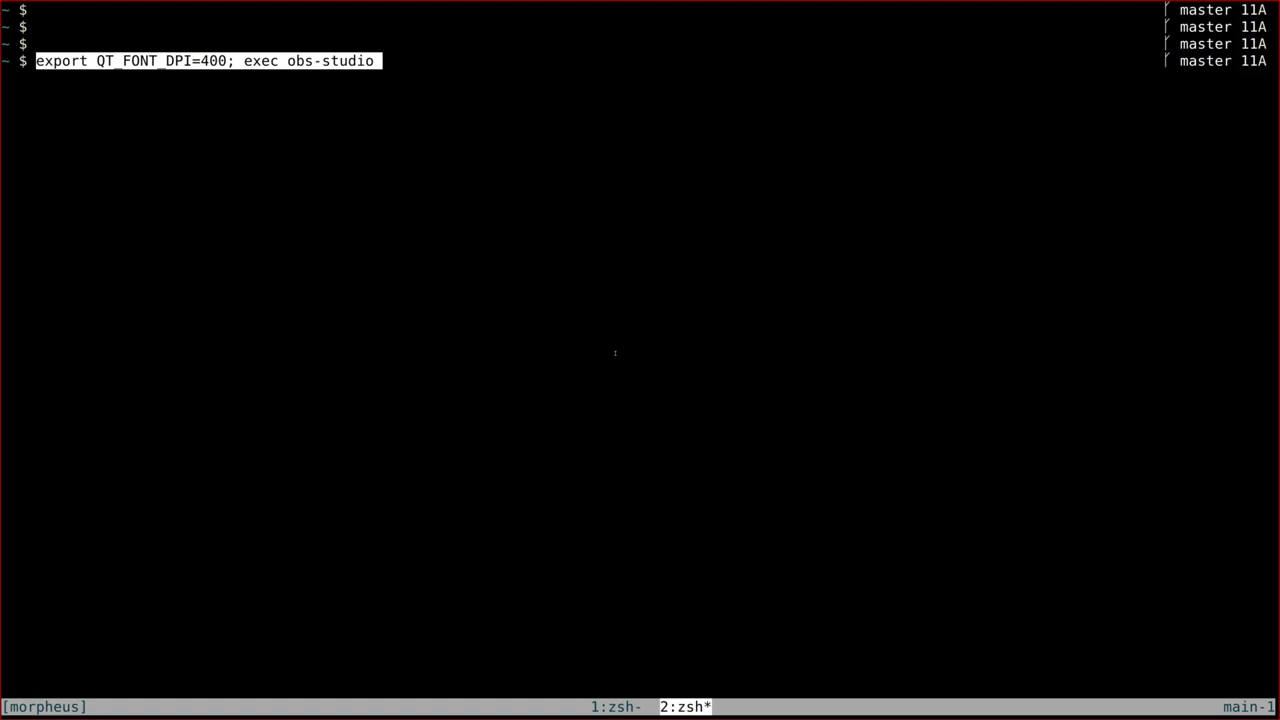 ~ $ master 11A
~ $ master 11A
~ $ master 11A
~ $ export QT_FONT_DPI=400; exec obs-studio master 11A
[morpheus] 1:zsh- 2:zsh* main-1